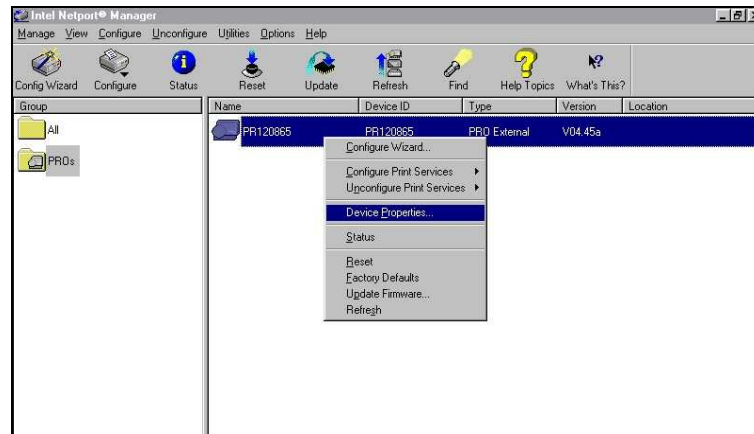 Intel Netport® Manager
Manage View Configure Unconfigure Utilities Options Help
Config Wizard Configure Status Reset Update Refresh Find Help Topics What's This?
Group Name Device ID Type Version Location
All
PROs
PR120865 PR120865 PRO External V04.45a
Configure Wizard...
Configure Print Services
Unconfigure Print Services
Device Properties...
Status
Reset
Factory Defaults
Update Firmware...
Refresh